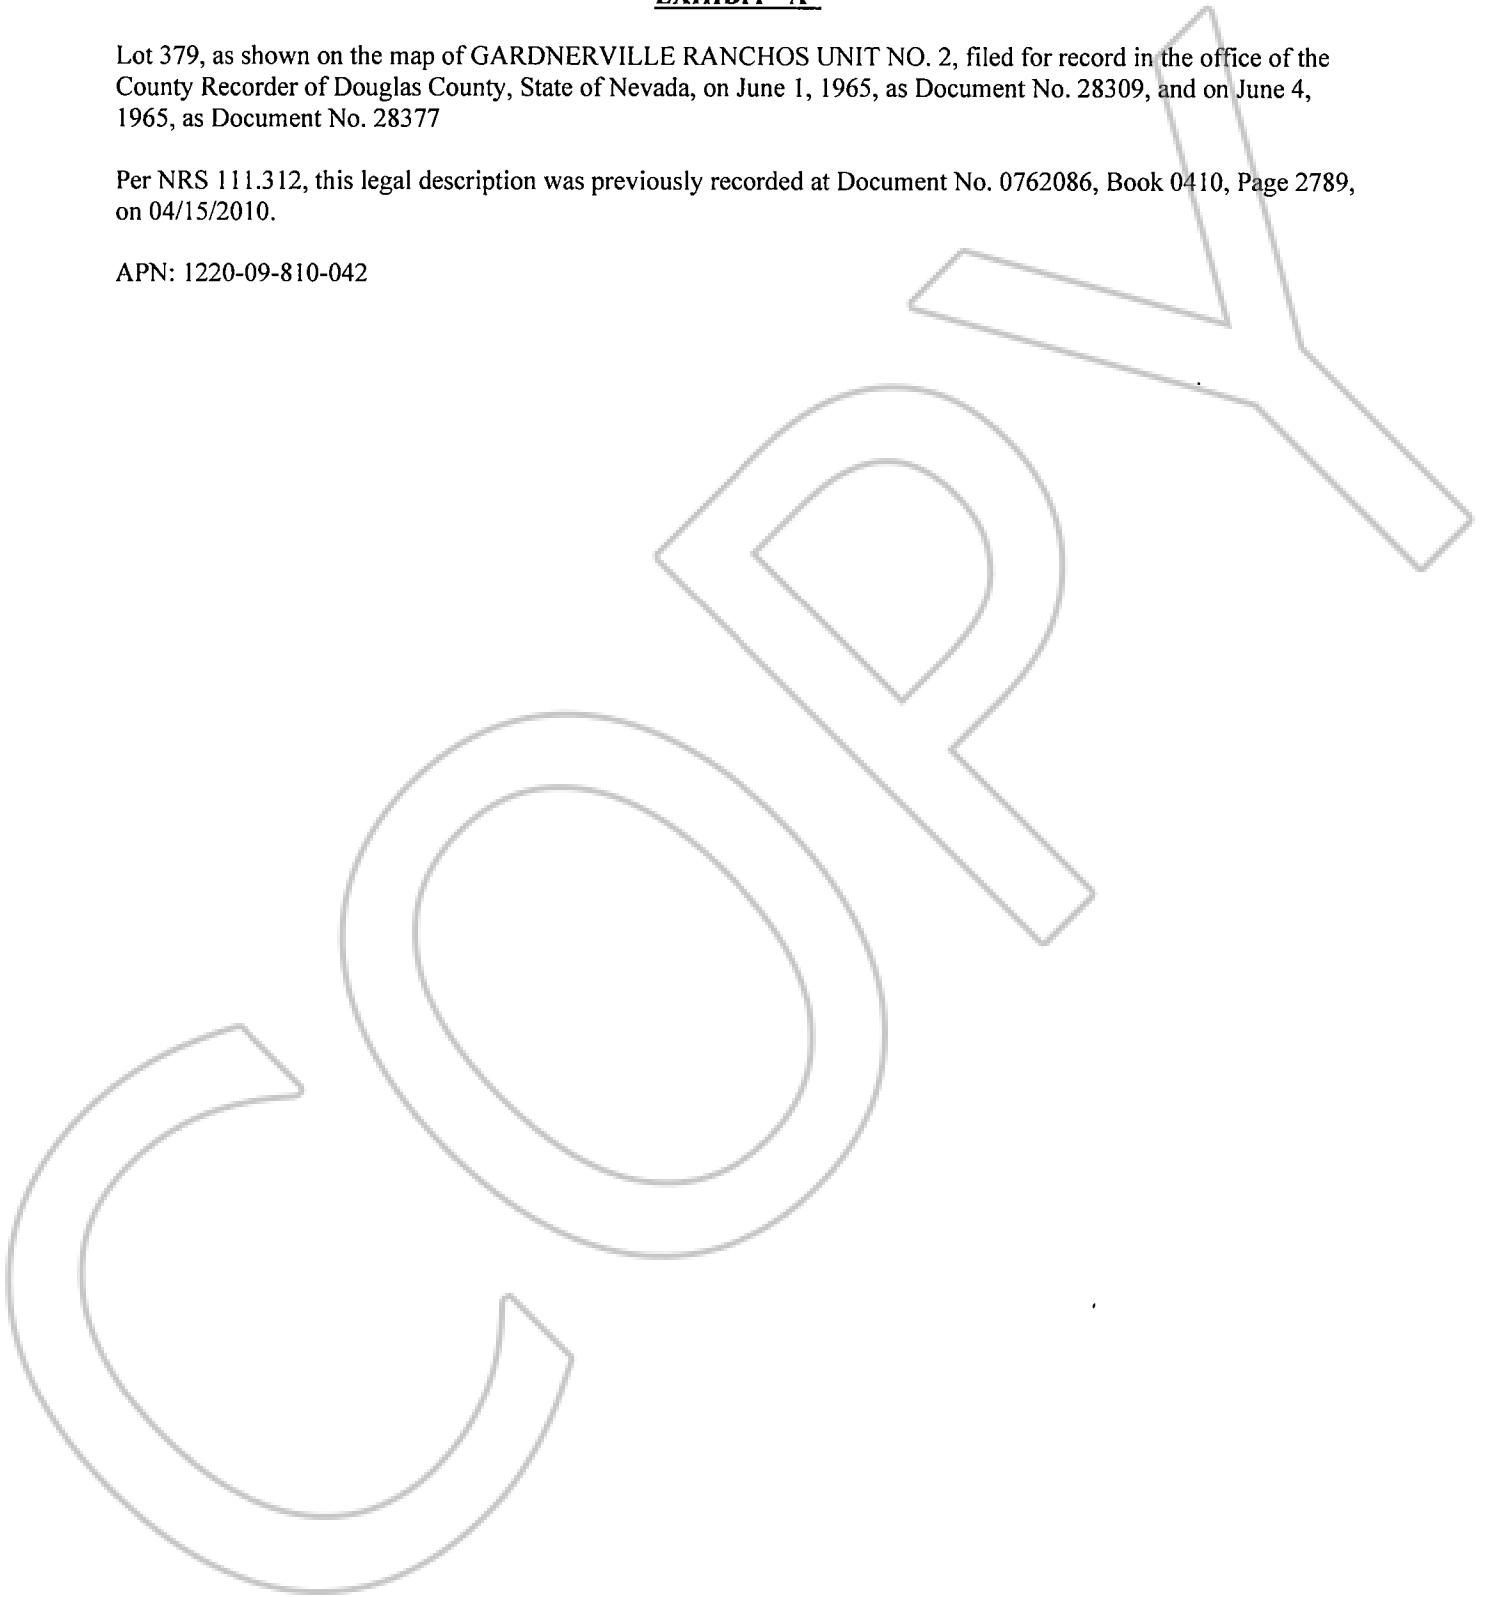 EXHIBIT "A"
Lot 379, as shown on the map of GARDNERVILLE RANCHOS UNIT NO. 2, filed for record in the office of the
County Recorder of Douglas County, State of Nevada, on June 1, 1965, as Document No. 28309, and on June 4,
1965, as Document No. 28377
Per NRS 111.312, this legal description was previously recorded at Document No. 0762086, Book 0410, Page 2789,
on 04/15/2010.
APN: 1220-09-810-042
COPY